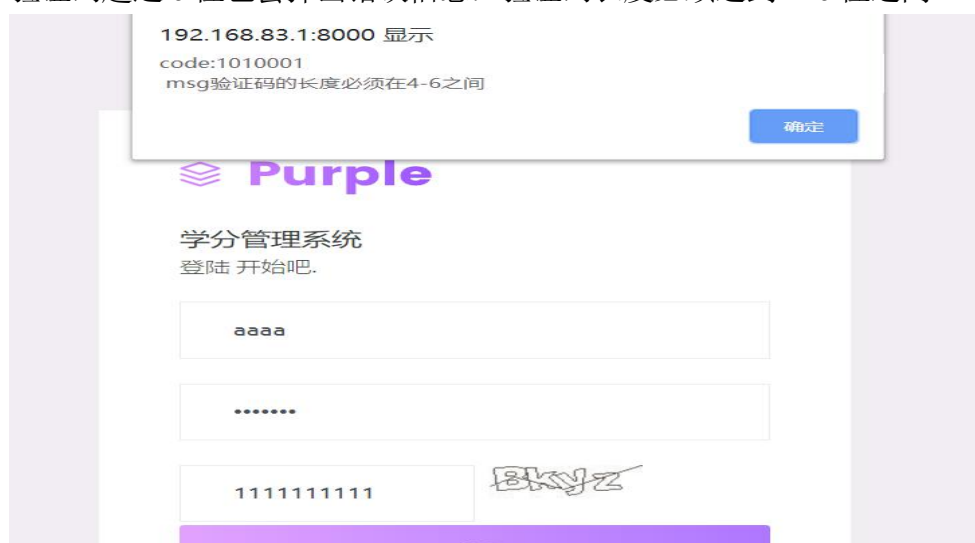 192.168.83.1:8000 显示
code:1010001
msg验证码的长度必须在4-6之间
确定
Purple
学分管理系统
登陆 开始吧.
aaaa
•••••••
1111111111
Bkyz